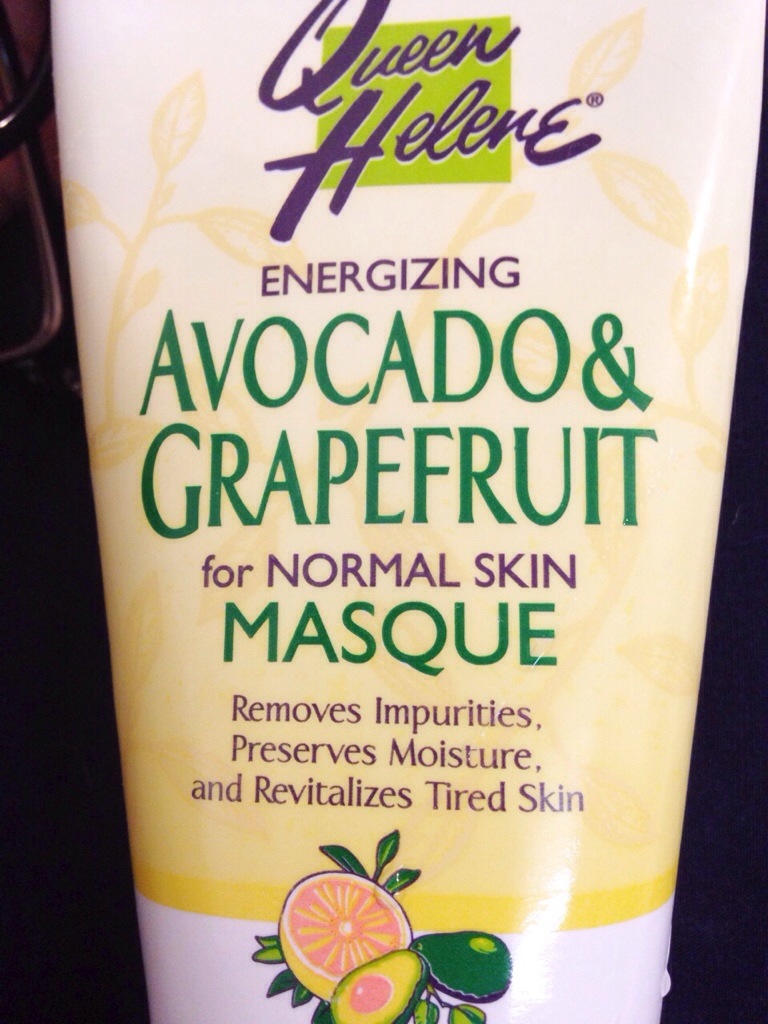 Queen
Helene®
ENERGIZING
AVOCADO &
GRAPEFRUIT
for NORMAL SKIN
MASQUE
Removes Impurities,
Preserves Moisture,
and Revitalizes Tired Skin